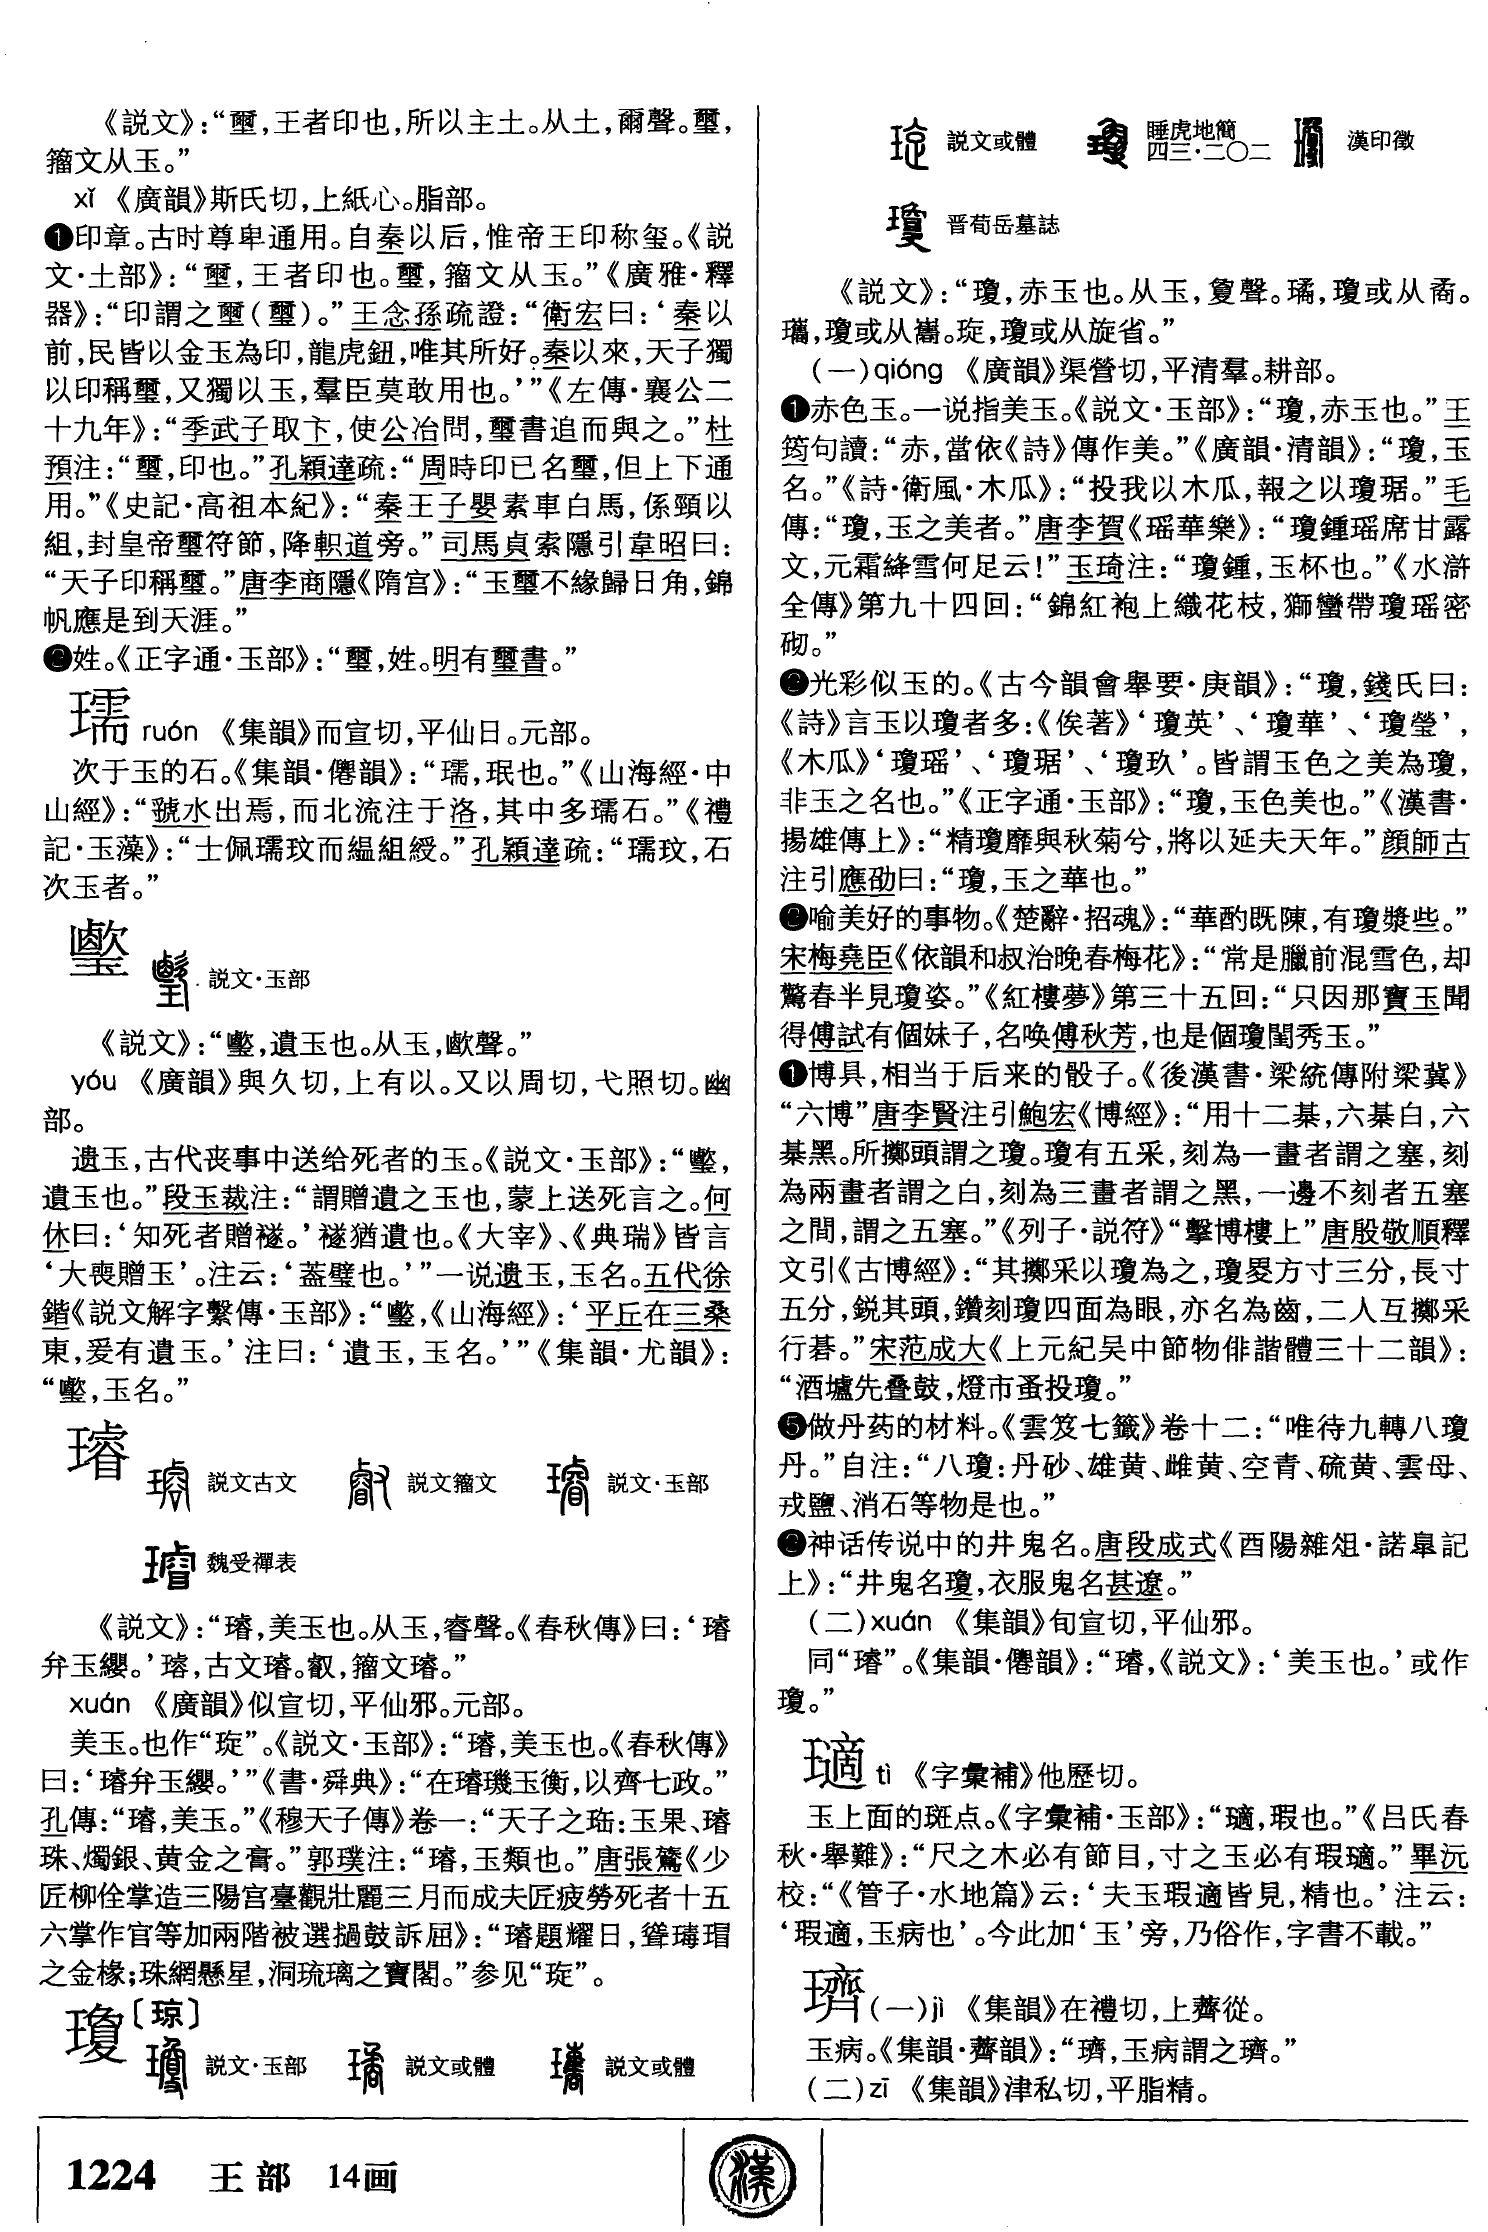 《説文》：“壐，王者印也，所以主土。从土，爾聲。璽，
籀文从玉。”
xǐ 《廣韻》斯氏切，上紙心。脂部。
❶印章。古时尊卑通用。自秦以后，惟帝王印称玺。《説
文·土部》：“壐，王者印也。璽，籀文从玉。”《廣雅·釋
器》：“印謂之壐（璽）。”王念孫疏證：“衛宏曰：‘秦以
前，民皆以金玉為印，龍虎鈕，唯其所好。秦以來，天子獨
以印稱璽，又獨以玉，羣臣莫敢用也。’”《左傳·襄公二
十九年》：“季武子取卞，使公冶問，璽書追而與之。”杜
預注：“璽，印也。”孔穎達疏：“周時印已名璽，但上下通
用。”《史記·高祖本紀》：“秦王子嬰素車白馬，係頸以
組，封皇帝璽符節，降軹道旁。”司馬貞索隱引韋昭曰：
“天子印稱璽。”唐李商隱《隋宫》：“玉璽不緣歸日角，錦
帆應是到天涯。”
❷姓。《正字通·玉部》：“璽，姓。明有璽書。”
瓀 ruón 《集韻》而宣切，平仙日。元部。
次于玉的石。《集韻·僊韻》：“瓀，珉也。”《山海經·中
山經》：“虢水出焉，而北流注于洛，其中多瓀石。”《禮
記·玉藻》：“士佩瓀玟而緼組綬。”孔穎達疏：“瓀玟，石
次玉者。”
璗 説文·玉部
《説文》：“，遺玉也。从玉，歔聲。”
yóu 《廣韻》與久切，上有以。又以周切，弋照切。幽
部。
遗玉，古代丧事中送给死者的玉。《説文·玉部》：“，
遺玉也。”段玉裁注：“謂贈遺之玉也，蒙上送死言之。何
休曰：‘知死者贈襚。’襚猶遺也。《大宰》、《典瑞》皆言
‘大喪贈玉’。注云：‘葢璧也。’”一说遗玉，玉名。五代徐
鍇《説文解字繫傳·玉部》：“，《山海經》：‘平丘在三桑
東，爰有遺玉。’注曰：‘遺玉，玉名。’”《集韻·尤韻》：
“，玉名。”
璿 説文古文 説文籀文 説文·玉部
魏受禪表
《説文》：“璿，美玉也。从玉，睿聲。《春秋傳》曰：‘璿
弁玉纓。’㻇，古文璿。叡，籀文璿。”
xuán 《廣韻》似宣切，平仙邪。元部。
美玉。也作“琁”。《説文·玉部》：“璿，美玉也。《春秋傳》
曰：‘璿弁玉纓。’”《書·舜典》：“在璿璣玉衡，以齊七政。”
孔傳：“璿，美玉。”《穆天子傳》卷一：“天子之珤：玉果、璿
珠、燭銀、黄金之膏。”郭璞注：“璿，玉類也。”唐張鷟《少
匠柳佺掌造三陽宫臺觀壯麗三月而成夫匠疲勞死者十五
六掌作官等加兩階被選撾鼓訴屈》：“璿題耀日，聳瑇瑁
之金椽；珠網懸星，洞琉璃之寶閣。”参见“琁”。
瓊〔琼〕 説文·玉部 説文或體 説文或體
説文或體 睡虎地簡四三·二〇二 漢印徵
晋荀岳墓誌
《説文》：“瓊，赤玉也。从玉，敻聲。璚，瓊或从矞。
瓗，瓊或从巂。琁，瓊或从旋省。”
（一）qióng 《廣韻》渠營切，平清羣。耕部。
❶赤色玉。一说指美玉。《説文·玉部》：“瓊，赤玉也。”王
筠句讀：“赤，當依《詩》傳作美。”《廣韻·清韻》：“瓊，玉
名。”《詩·衛風·木瓜》：“投我以木瓜，報之以瓊琚。”毛
傳：“瓊，玉之美者。”唐李賀《瑶華樂》：“瓊鍾瑶席甘露
文，元霜絳雪何足云！”王琦注：“瓊鍾，玉杯也。”《水滸
全傳》第九十四回：“錦紅袍上織花枝，獅蠻帶瓊瑶密
砌。”
❷光彩似玉的。《古今韻會舉要·庚韻》：“瓊，錢氏曰：
《詩》言玉以瓊者多：《俟著》‘瓊英’、‘瓊華’、‘瓊瑩’，
《木瓜》‘瓊瑶’、‘瓊琚’、‘瓊玖’。皆謂玉色之美為瓊，
非玉之名也。”《正字通·玉部》：“瓊，玉色美也。”《漢書·
揚雄傳上》：“精瓊靡與秋菊兮，將以延夫天年。”顔師古
注引應劭曰：“瓊，玉之華也。”
❸喻美好的事物。《楚辭·招魂》：“華酌既陳，有瓊漿些。”
宋梅堯臣《依韻和叔治晚春梅花》：“常是臘前混雪色，却
驚春半見瓊姿。”《紅樓夢》第三十五回：“只因那寶玉聞
得傅試有個妹子，名唤傅秋芳，也是個瓊閨秀玉。”
❹博具，相当于后来的骰子。《後漢書·梁統傳附梁冀》
“六博”唐李賢注引鮑宏《博經》：“用十二棊，六棊白，六
棊黑。所擲頭謂之瓊。瓊有五采，刻為一畫者謂之塞，刻
為兩畫者謂之白，刻為三畫者謂之黑，一邊不刻者五塞
之間，謂之五塞。”《列子·説符》“擊博樓上”唐殷敬順釋
文引《古博經》：“其擲采以瓊為之，瓊畟方寸三分，長寸
五分，鋭其頭，鑽刻瓊四面為眼，亦名為齒，二人互擲采
行碁。”宋范成大《上元紀吴中節物俳諧體三十二韻》：
“酒壚先叠鼓，燈市蚤投瓊。”
❺做丹药的材料。《雲笈七籤》卷十二：“唯待九轉八瓊
丹。”自注：“八瓊：丹砂、雄黄、雌黄、空青、硫黄、雲母、
戎鹽、消石等物是也。”
❻神话传说中的井鬼名。唐段成式《酉陽雜俎·諾臯記
上》：“井鬼名瓊，衣服鬼名甚遼。”
（二）xuán 《集韻》旬宣切，平仙邪。
同“璿”。《集韻·僊韻》：“璿，《説文》：‘美玉也。’或作
瓊。”
瓋 tì 《字彙補》他歷切。
玉上面的斑点。《字彙補·玉部》：“瓋，瑕也。”《吕氏春
秋·舉難》：“尺之木必有節目，寸之玉必有瑕瓋。”畢沅
校：“《管子·水地篇》云：‘夫玉瑕適皆見，精也。’注云：
‘瑕適，玉病也’。今此加‘玉’旁，乃俗作，字書不載。”
璾（一）jì 《集韻》在禮切，上薺從。
玉病。《集韻·薺韻》：“璾，玉病謂之璾。”
（二）zī 《集韻》津私切，平脂精。
1224 王部 14画
漢